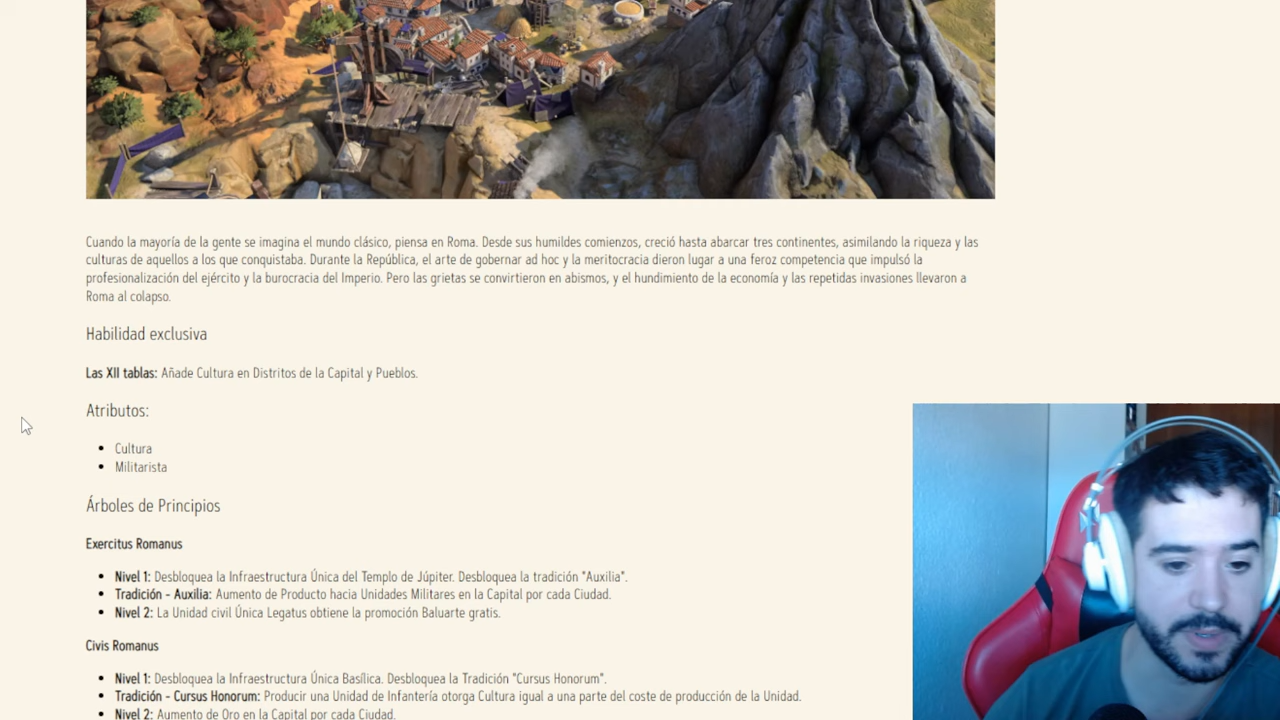 Cuando la mayoría de la gente se imagina el mundo clásico, piensa en Roma. Desde sus humildes comienzos, creció hasta abarcar tres continentes, asimilando la riqueza y las
culturas de aquellos a los que conquistaba. Durante la República, el arte de gobernar ad hoc y la meritocracia dieron lugar a una feroz competencia que impulsó la
profesionalización del ejército y la burocracia del Imperio. Pero las grietas se convirtieron en abismos, y el hundimiento de la economía y las repetidas invasiones llevaron a
Roma al colapso.
Habilidad exclusiva
Las XII tablas: Añade Cultura en Distritos de la Capital y Pueblos.
Atributos:
• Cultura
• Militarista
Árboles de Principios
Exercitus Romanus
• Nivel 1: Desbloquea la Infraestructura Única del Templo de Júpiter. Desbloquea la tradición "Auxilia".
• Tradición - Auxilia: Aumento de Producto hacia Unidades Militares en la Capital por cada Ciudad.
• Nivel 2: La Unidad civil Única Legatus obtiene la promoción Baluarte gratis.
Civis Romanus
• Nivel 1: Desbloquea la Infraestructura Única Basílica. Desbloquea la Tradición "Cursus Honorum".
• Tradición - Cursus Honorum: Producir una Unidad de Infantería otorga Cultura igual a una parte del coste de producción de la Unidad.
• Nivel 2: Aumento de Oro en la Capital por cada Ciudad.